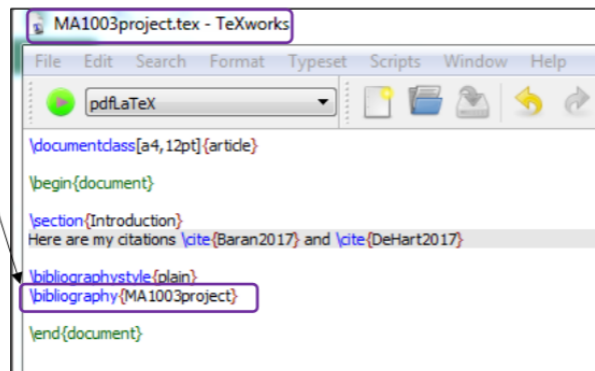 MA1003project.tex - TeXworks
File Edit Search Format Typeset Scripts Window Help
pdfLaTeX
\documentclass[a4,12pt]{article}
\begin{document}
\section{Introduction}
Here are my citations \cite{Baran2017} and \cite{DeHart2017}
\bibliographystyle{plain}
\bibliography{MA1003project}
\end{document}